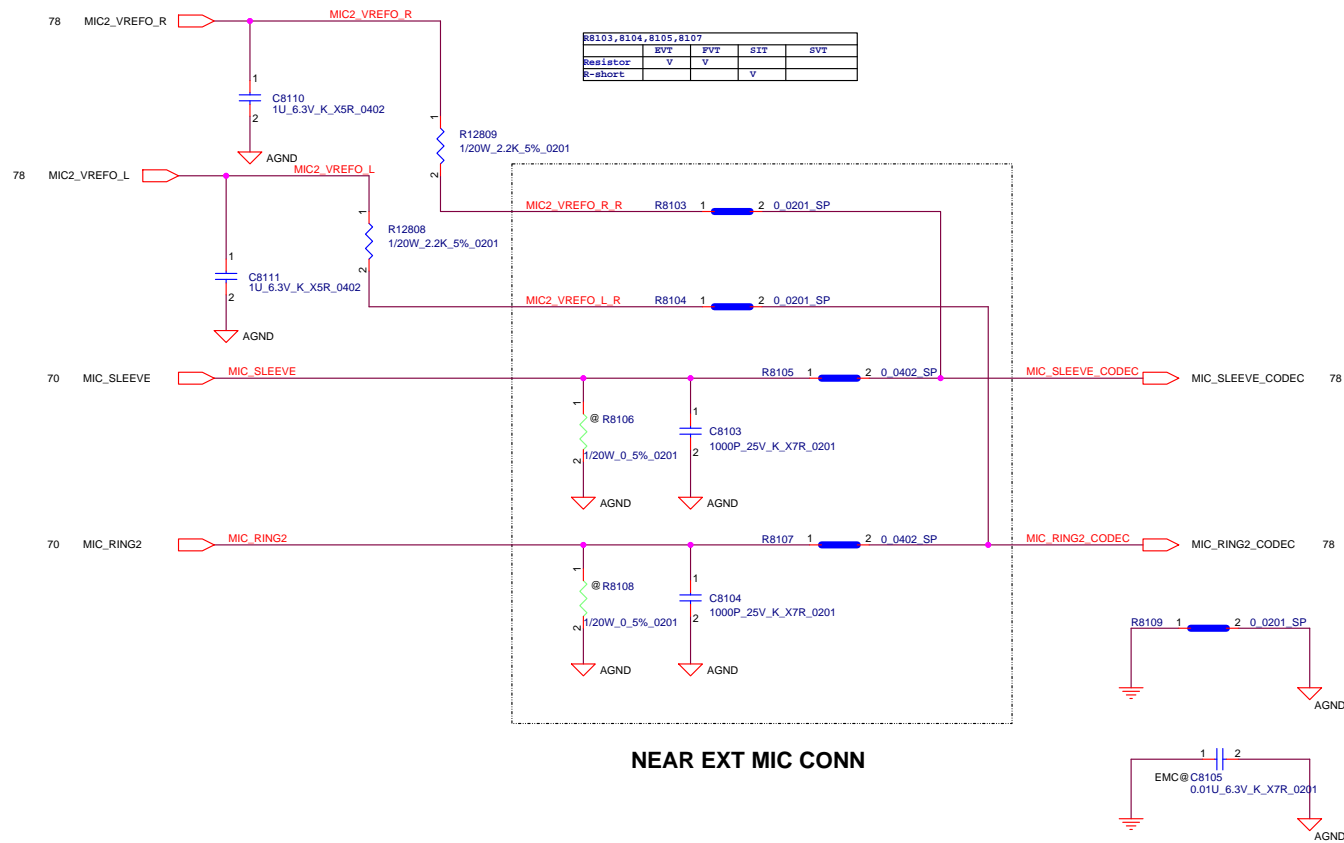 78 MIC2_VREFO_R
MIC2_VREFO_R
R8103,8104,8105,8107
EVT FVT SIT SVT
Resistor V V
R-short V
1
C8110
1U_6.3V_K_X5R_0402
2
AGND
1
R12809
1/20W_2.2K_5%_0201
2
78 MIC2_VREFO_L
MIC2_VREFO_L
1
R12808
1/20W_2.2K_5%_0201
2
1
C8111
1U_6.3V_K_X5R_0402
2
AGND
MIC2_VREFO_R_R R8103 1 2 0_0201_SP
MIC2_VREFO_L_R R8104 1 2 0_0201_SP
70 MIC_SLEEVE MIC_SLEEVE
R8105 1 2 0_0402_SP
MIC_SLEEVE_CODEC MIC_SLEEVE_CODEC 78
1
@ R8106
2
1/20W_0_5%_0201
AGND
1
C8103
1000P_25V_K_X7R_0201
2
AGND
70 MIC_RING2 MIC_RING2
R8107 1 2 0_0402_SP
MIC_RING2_CODEC MIC_RING2_CODEC 78
1
@ R8108
2
1/20W_0_5%_0201
AGND
1
C8104
1000P_25V_K_X7R_0201
2
AGND
R8109 1 2 0_0201_SP
AGND
NEAR EXT MIC CONN
1 2
EMC@ C8105
0.01U_6.3V_K_X7R_0201
AGND